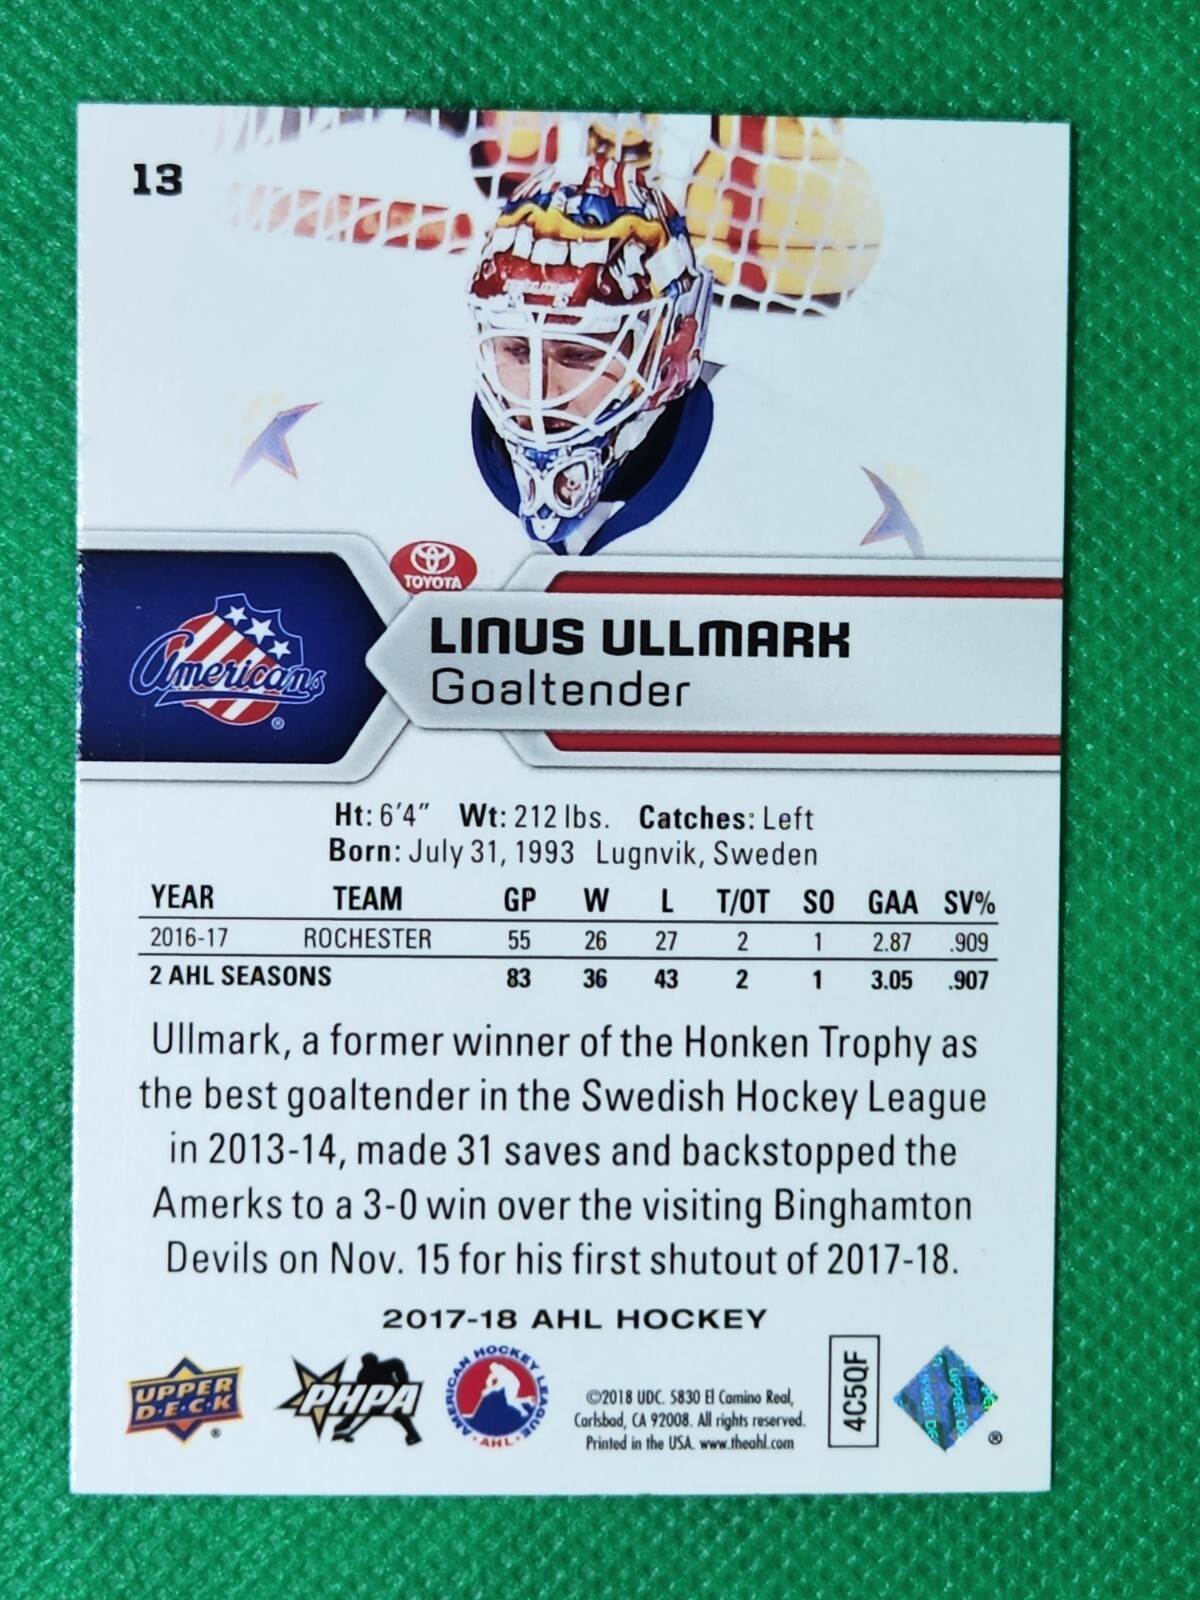 13
TOYOTA
Americans
®
LINUS ULLMARK
Goaltender
Ht: 6'4" Wt: 212 lbs. Catches: Left
Born: July 31, 1993 Lugnvik, Sweden
YEAR TEAM GP W L T/OT SO GAA SV%
2016-17 ROCHESTER 55 26 27 2 1 2.87 .909
2 AHL SEASONS 83 36 43 2 1 3.05 .907
Ullmark, a former winner of the Honken Trophy as
the best goaltender in the Swedish Hockey League
in 2013-14, made 31 saves and backstopped the
Amerks to a 3-0 win over the visiting Binghamton
Devils on Nov. 15 for his first shutout of 2017-18.
2017-18 AHL HOCKEY
UPPER
D·E·C·K
®
PHPA
AMERICAN HOCKEY LEAGUE
·AHL·
©2018 UDC. 5830 El Camino Real,
Carlsbad, CA 92008. All rights reserved.
Printed in the USA. www.theahl.com
4C5QF
®